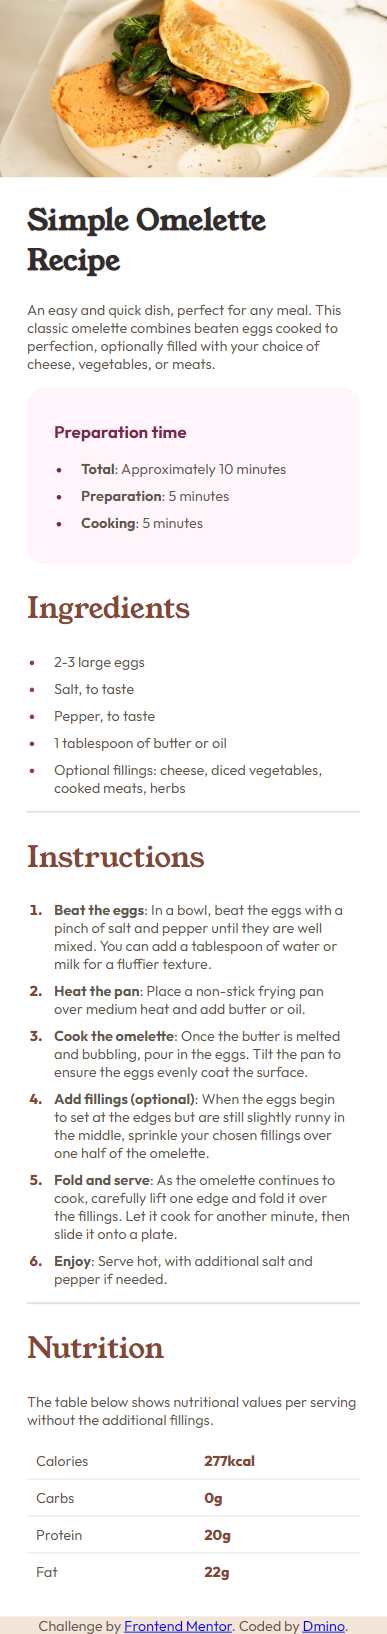 Simple Omelette
Recipe
An easy and quick dish, perfect for any meal. This
classic omelette combines beaten eggs cooked to
perfection, optionally filled with your choice of
cheese, vegetables, or meats.
Preparation time
• Total: Approximately 10 minutes
• Preparation: 5 minutes
• Cooking: 5 minutes
Ingredients
• 2-3 large eggs
• Salt, to taste
• Pepper, to taste
• 1 tablespoon of butter or oil
• Optional fillings: cheese, diced vegetables,
cooked meats, herbs
Instructions
1. Beat the eggs: In a bowl, beat the eggs with a
pinch of salt and pepper until they are well
mixed. You can add a tablespoon of water or
milk for a fluffier texture.
2. Heat the pan: Place a non-stick frying pan
over medium heat and add butter or oil.
3. Cook the omelette: Once the butter is melted
and bubbling, pour in the eggs. Tilt the pan to
ensure the eggs evenly coat the surface.
4. Add fillings (optional): When the eggs begin
to set at the edges but are still slightly runny in
the middle, sprinkle your chosen fillings over
one half of the omelette.
5. Fold and serve: As the omelette continues to
cook, carefully lift one edge and fold it over
the fillings. Let it cook for another minute, then
slide it onto a plate.
6. Enjoy: Serve hot, with additional salt and
pepper if needed.
Nutrition
The table below shows nutritional values per serving
without the additional fillings.
Calories 277kcal
Carbs 0g
Protein 20g
Fat 22g
Challenge by Frontend Mentor. Coded by Dmino.